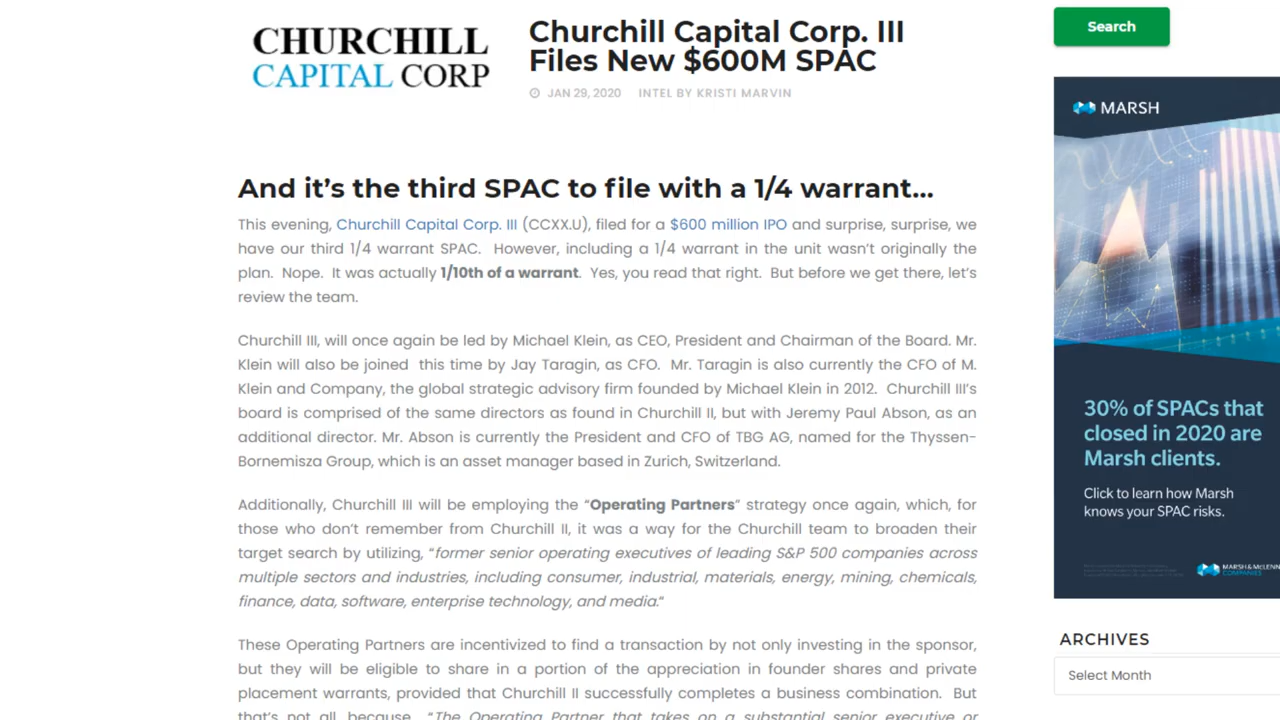 CHURCHILL
CAPITAL CORP
Churchill Capital Corp. III
Files New $600M SPAC
JAN 29, 2020 INTEL BY KRISTI MARVIN
And it's the third SPAC to file with a 1/4 warrant...
This evening, Churchill Capital Corp. III (CCXX.U), filed for a $600 million IPO and surprise, surprise, we
have our third 1/4 warrant SPAC. However, including a 1/4 warrant in the unit wasn't originally the
plan. Nope. It was actually 1/10th of a warrant. Yes, you read that right. But before we get there, let's
review the team.
Churchill III, will once again be led by Michael Klein, as CEO, President and Chairman of the Board. Mr.
Klein will also be joined this time by Jay Taragin, as CFO. Mr. Taragin is also currently the CFO of M.
Klein and Company, the global strategic advisory firm founded by Michael Klein in 2012. Churchill III's
board is comprised of the same directors as found in Churchill II, but with Jeremy Paul Abson, as an
additional director. Mr. Abson is currently the President and CFO of TBG AG, named for the Thyssen-
Bornemisza Group, which is an asset manager based in Zurich, Switzerland.
Additionally, Churchill III will be employing the "Operating Partners" strategy once again, which, for
those who don't remember from Churchill II, it was a way for the Churchill team to broaden their
target search by utilizing, "former senior operating executives of leading S&P 500 companies across
multiple sectors and industries, including consumer, industrial, materials, energy, mining, chemicals,
finance, data, software, enterprise technology, and media."
These Operating Partners are incentivized to find a transaction by not only investing in the sponsor,
but they will be eligible to share in a portion of the appreciation in founder shares and private
placement warrants, provided that Churchill II successfully completes a business combination. But
that's not all, because, "The Operating Partner that takes on a substantial senior executive or
Search
MARSH
30% of SPACs that
closed in 2020 are
Marsh clients.
Click to learn how Marsh
knows your SPAC risks.
MARSH & MCLENN
COMPANIES
ARCHIVES
Select Month